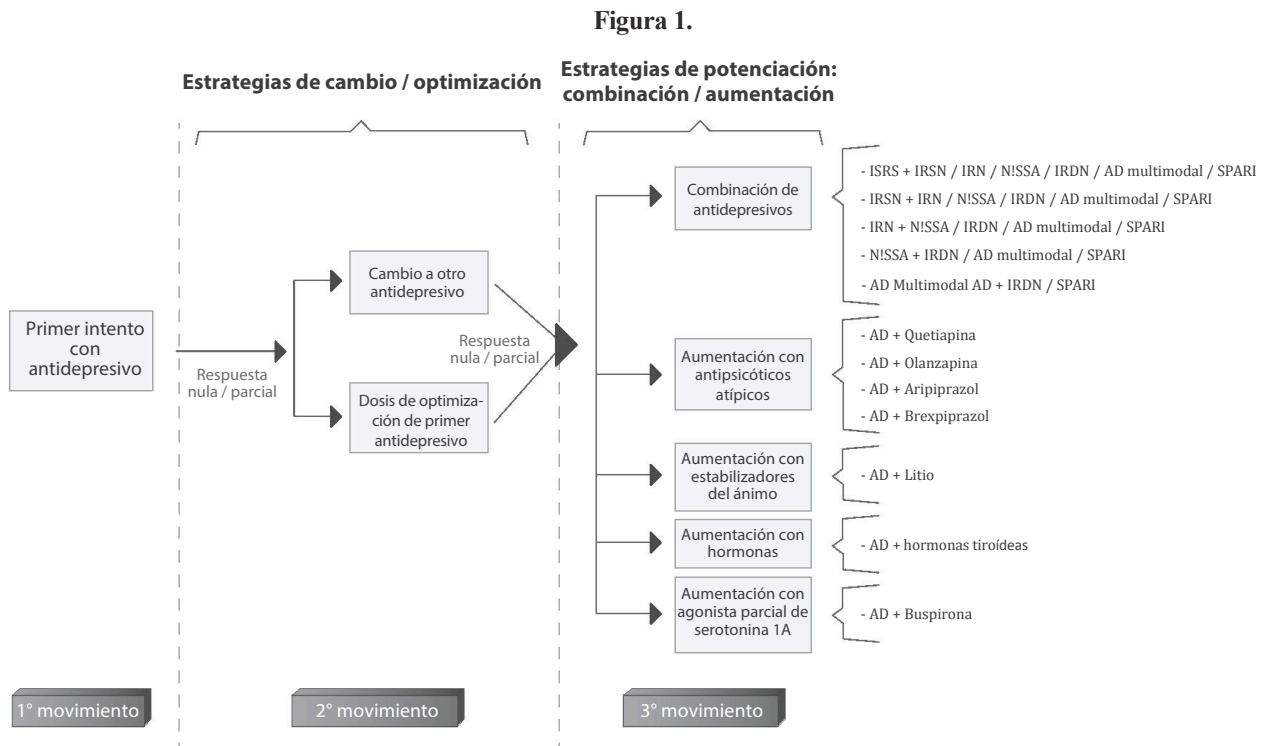 Figura 1.
Estrategias de cambio / optimización
Estrategias de potenciación:
combinación / aumentación
Primer intento
con
antidepresivo
Respuesta
nula / parcial
Cambio a otro
antidepresivo
Dosis de optimiza-
ción de primer
antidepresivo
Respuesta
nula / parcial
Combinación de
antidepresivos
- ISRS + IRSN / IRN / N!SSA / IRDN / AD multimodal / SPARI
- IRSN + IRN / N!SSA / IRDN / AD multimodal / SPARI
- IRN + N!SSA / IRDN / AD multimodal / SPARI
- N!SSA + IRDN / AD multimodal / SPARI
- AD Multimodal AD + IRDN / SPARI
Aumentación con
antipsicóticos
atípicos
- AD + Quetiapina
- AD + Olanzapina
- AD + Aripiprazol
- AD + Brexpiprazol
Aumentación con
estabilizadores
del ánimo
- AD + Litio
Aumentación con
hormonas
- AD + hormonas tiroídeas
Aumentación con
agonista parcial de
serotonina 1A
- AD + Buspirona
1° movimiento
2° movimiento
3° movimiento